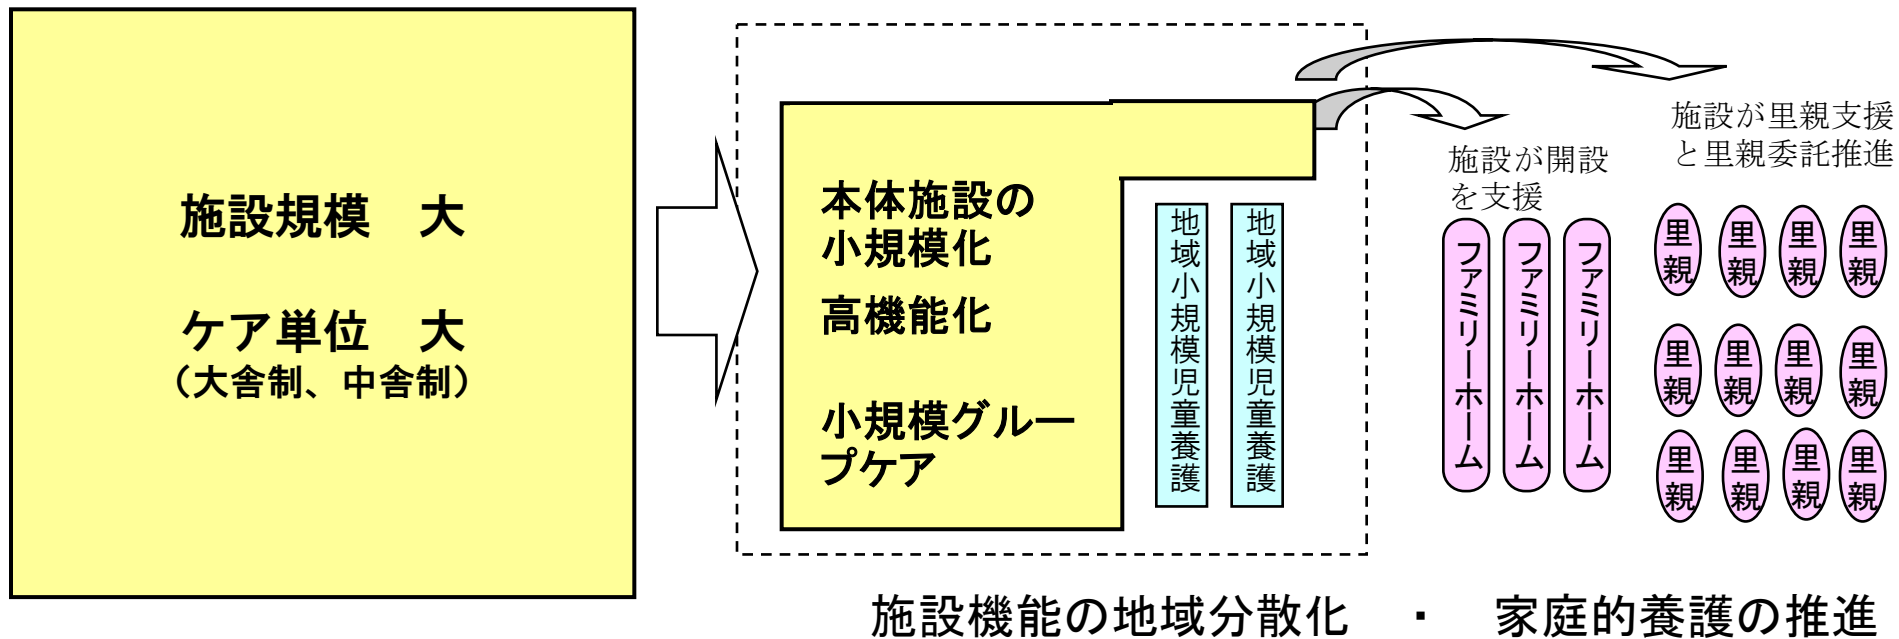 施設規模　大
ケア単位　大
（大舎制、中舎制）
本体施設の
小規模化
高機能化
小規模グルー
プケア
地域小規模児童養護
地域小規模児童養護
施設が開設
を支援
ファミリーホーム
ファミリーホーム
ファミリーホーム
施設が里親支援
と里親委託推進
里親
里親
里親
里親
里親
里親
里親
里親
里親
里親
里親
里親
施設機能の地域分散化　・　家庭的養護の推進